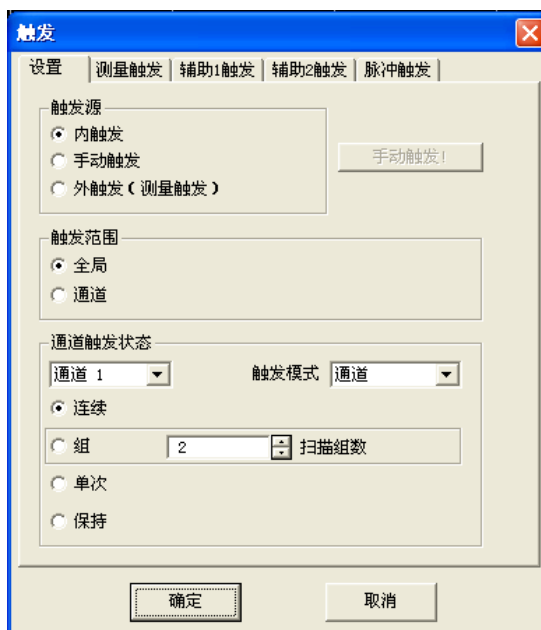 触发
设置 测量触发 辅助1触发 辅助2触发 脉冲触发
触发源
内触发
手动触发
手动触发!
外触发(测量触发)
触发范围
全局
通道
通道触发状态
通道 1 触发模式 通道
连续
组 2 扫描组数
单次
保持
确定 取消